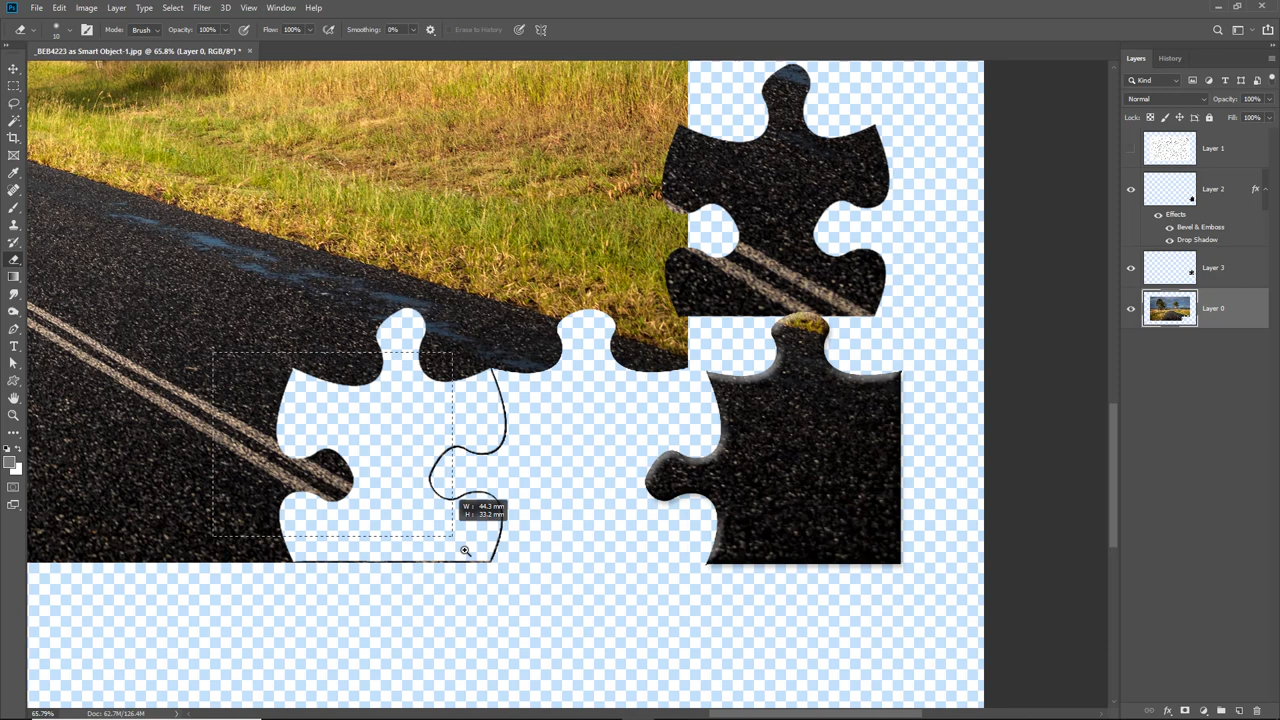 Ps File Edit Image Layer Type Select Filter 3D View Window Help
10 Mode: Brush Opacity: 100% Flow: 100% Smoothing: 0% Erase to History
_BEB4223 as Smart Object-1.jpg @ 65.8% (Layer 0, RGB/8*) * ×
Layers History
Kind
Normal Opacity: 100%
Lock: Fill: 100%
Layer 1
Layer 2 fx
Effects
Bevel & Emboss
Drop Shadow
Layer 3
Layer 0
W: 44.3 mm
H: 33.2 mm
65.79% Doc: 62.7M/126.4M